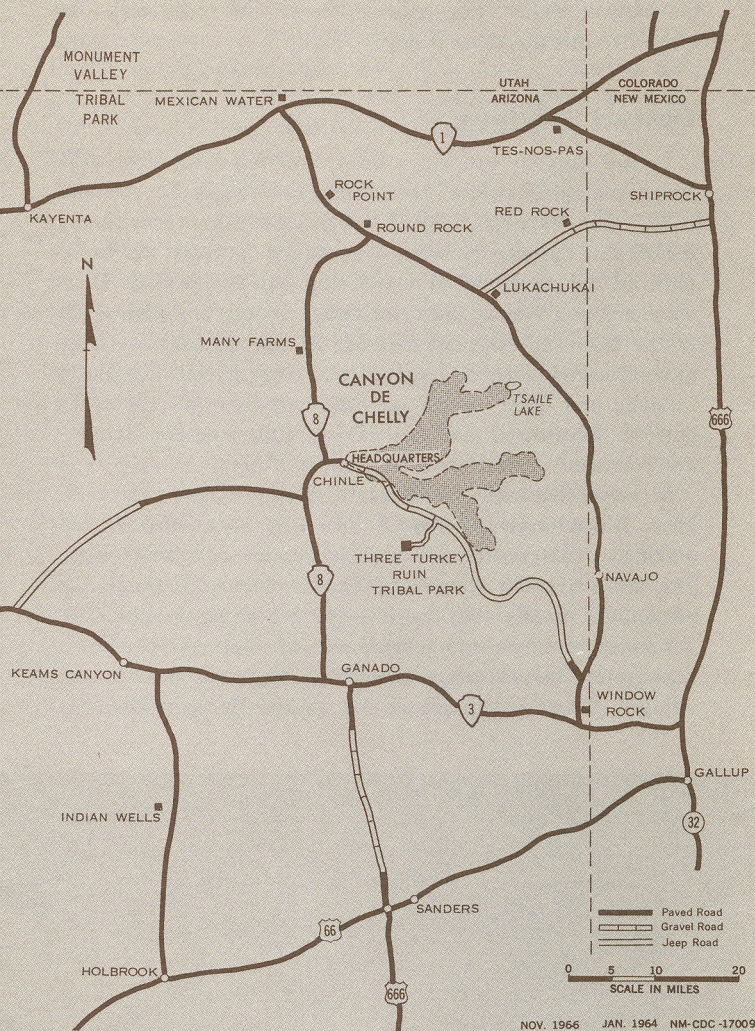 MONUMENT
VALLEY
TRIBAL
PARK
MEXICAN WATER
UTAH
ARIZONA
COLORADO
NEW MEXICO
1
TES-NOS-PAS
ROCK
POINT
SHIPROCK
KAYENTA
RED ROCK
ROUND ROCK
N
LUKACHUKAI
MANY FARMS
CANYON
DE
CHELLY
TSAILE
LAKE
8
666
HEADQUARTERS
CHINLE
THREE TURKEY
RUIN
TRIBAL PARK
8
NAVAJO
KEAMS CANYON
GANADO
3
WINDOW
ROCK
GALLUP
INDIAN WELLS
32
SANDERS
66
Paved Road
Gravel Road
Jeep Road
HOLBROOK
666
0 5 10 20
SCALE IN MILES
NOV. 1966 JAN. 1964 NM-CDC-17009